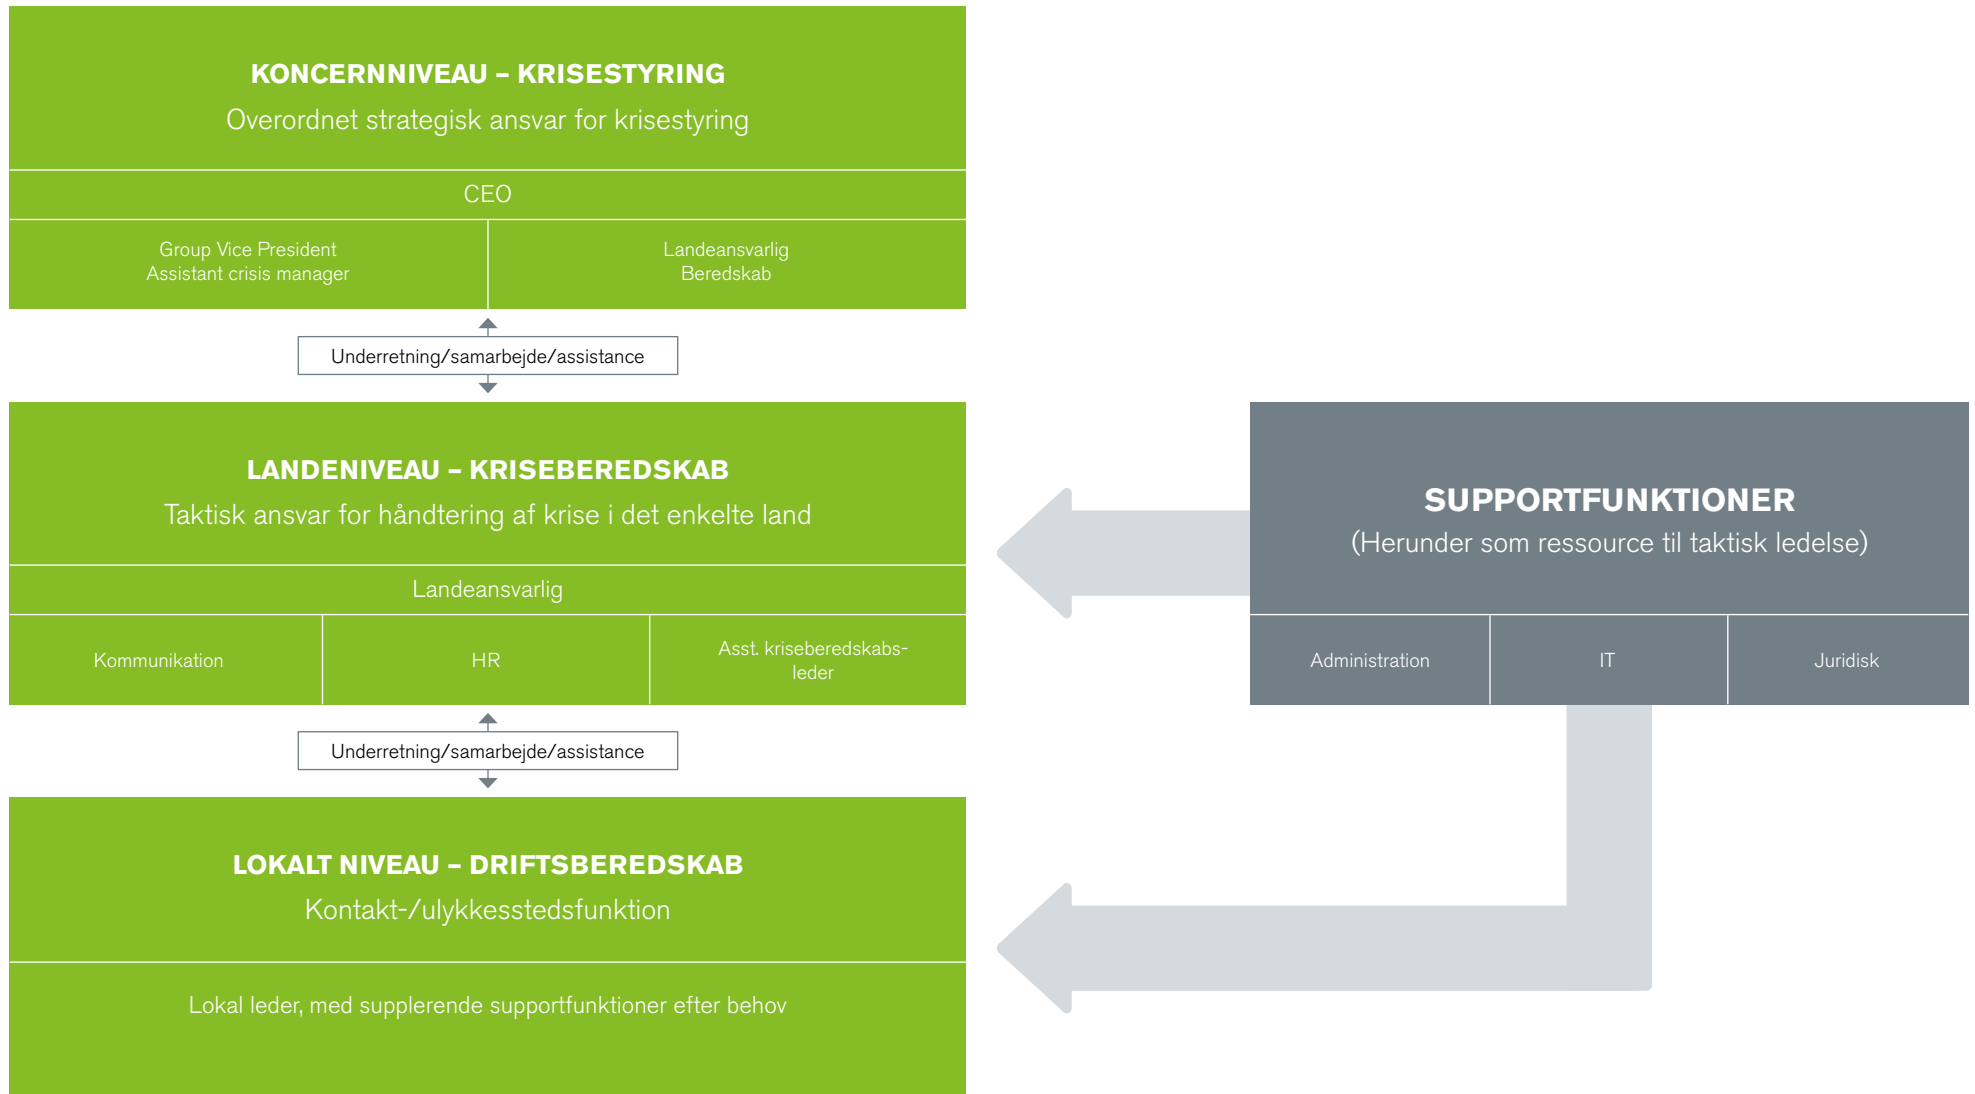 KONCERNNIVEAU – KRISESTYRING
Overordnet strategisk ansvar for krisestyring
CEO
Group Vice President
Assistant crisis manager
Landeansvarlig
Beredskab
Underretning/samarbejde/assistance
LANDENIVEAU – KRISEBEREDSKAB
Taktisk ansvar for håndtering af krise i det enkelte land
Landeansvarlig
Kommunikation
HR
Asst. kriseberedskabs-
leder
SUPPORTFUNKTIONER
(Herunder som ressource til taktisk ledelse)
Administration
IT
Juridisk
Underretning/samarbejde/assistance
LOKALT NIVEAU – DRIFTSBEREDSKAB
Kontakt-/ulykkesstedsfunktion
Lokal leder, med supplerende supportfunktioner efter behov